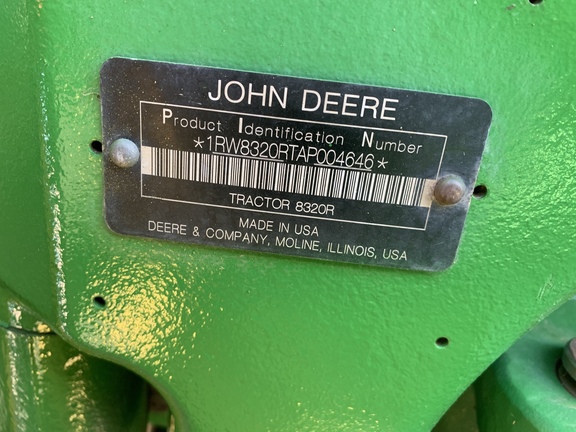 JOHN DEERE
Product Identification Number
*1RW8320RTAP004646*
TRACTOR 8320R
MADE IN USA
DEERE & COMPANY, MOLINE, ILLINOIS, USA